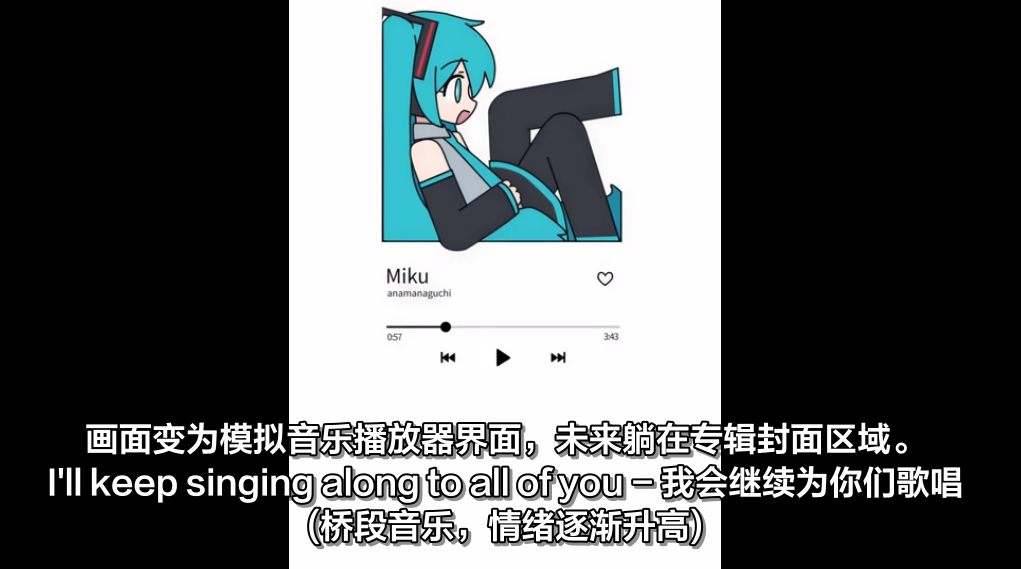 Miku
anamanaguchi
0:57 3:43
画面变为模拟音乐播放器界面，未来躺在专辑封面区域。
I'll keep singing along to all of you – 我会继续为你们歌唱
(桥段音乐，情绪逐渐升高)